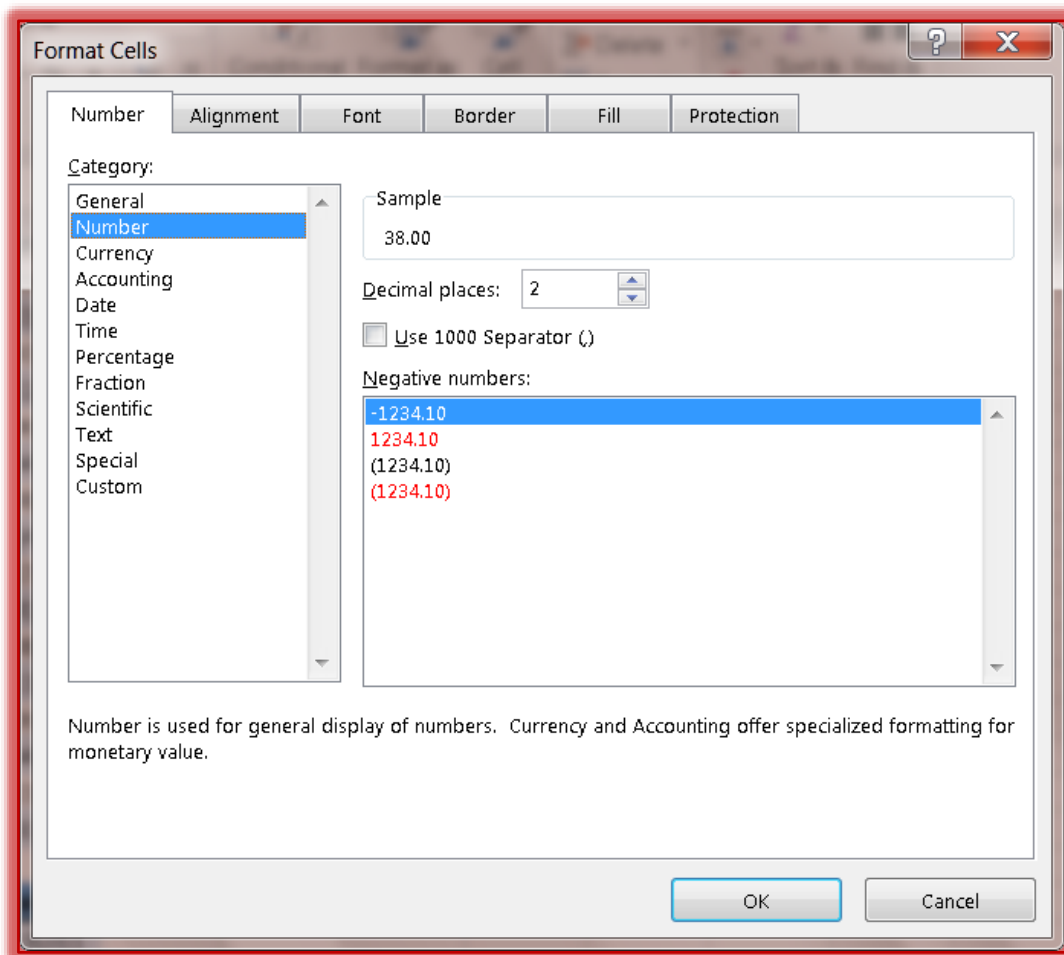 Format Cells
Number Alignment Font Border Fill Protection
Category:
General
Number
Currency
Accounting
Date
Time
Percentage
Fraction
Scientific
Text
Special
Custom
Sample
38.00
Decimal places: 2
Use 1000 Separator (,)
Negative numbers:
-1234.10
1234.10
(1234.10)
(1234.10)
Number is used for general display of numbers.  Currency and Accounting offer specialized formatting for
monetary value.
OK Cancel